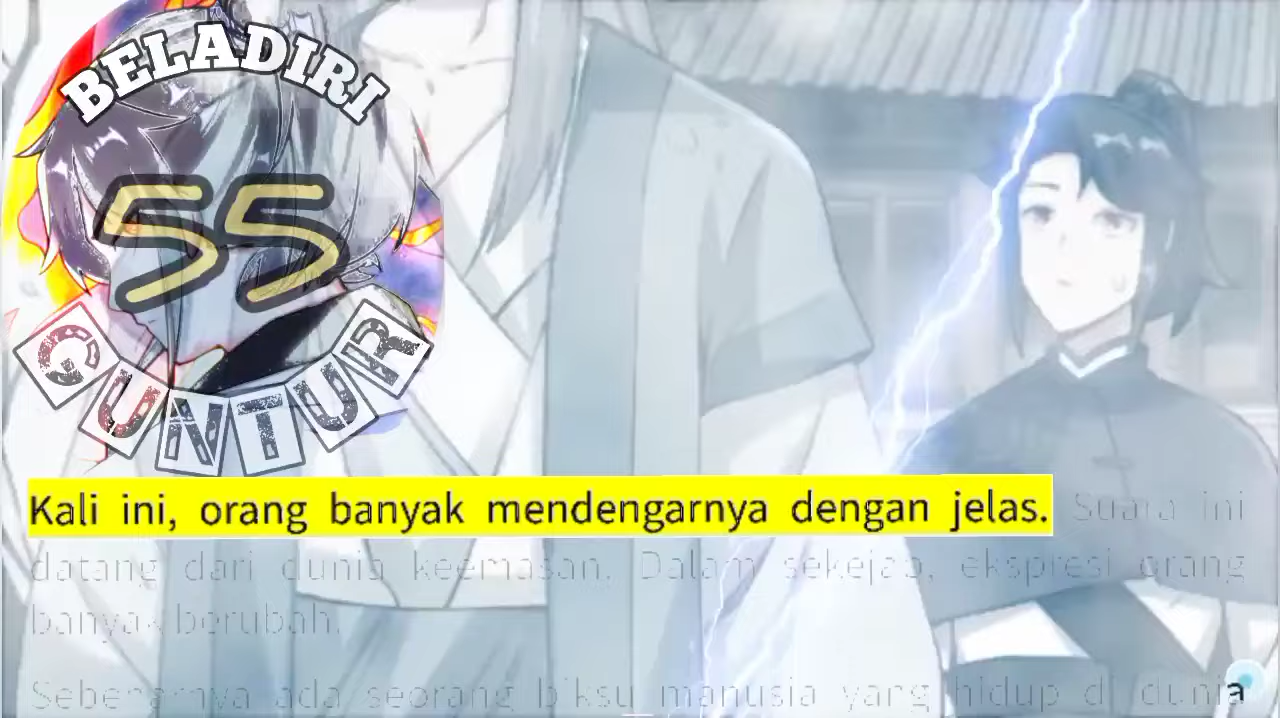 BELADIRI
55
GUNTUR
Kali ini, orang banyak mendengarnya dengan jelas. Suara ini
datang dari dunia keemasan. Dalam sekejap, ekspresi orang
banyak berubah.
Sebenarnya ada seorang biksu manusia yang hidup di dunia